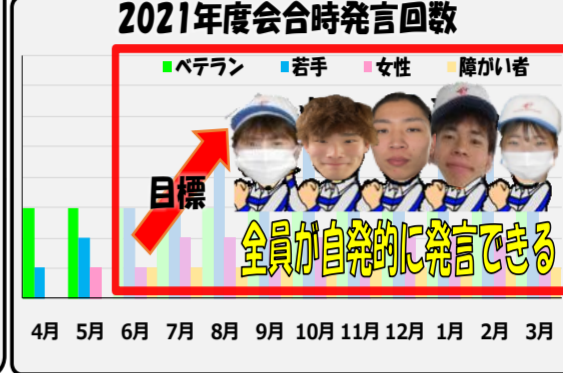 2021年度会合時発言回数
ベテラン 若手 女性 障がい者
目標
全員が自発的に発言できる
4月 5月 6月 7月 8月 9月 10月 11月 12月 1月 2月 3月